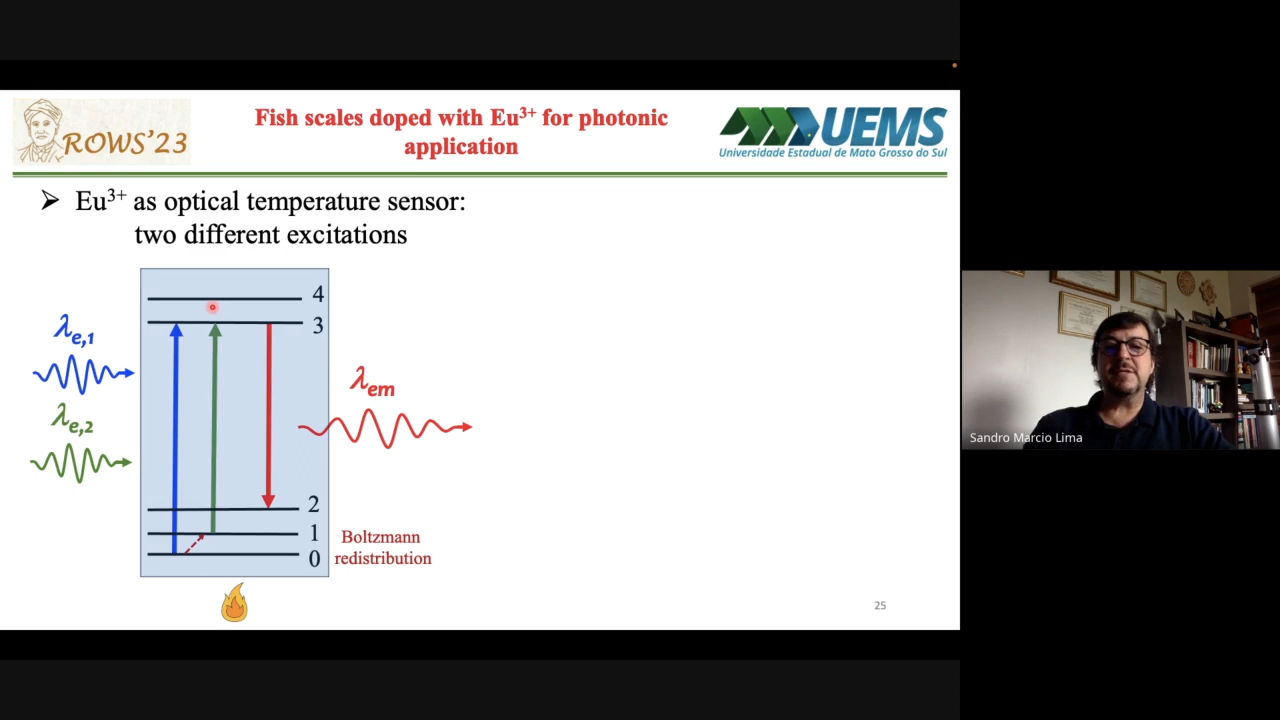 ROWS'23
Fish scales doped with Eu³⁺ for photonic
application
UEMS
Universidade Estadual de Mato Grosso do Sul
➢ Eu³⁺ as optical temperature sensor:
two different excitations
4
3
λe,1
λem
λe,2
2
1
Boltzmann
0
redistribution
25
Sandro Marcio Lima